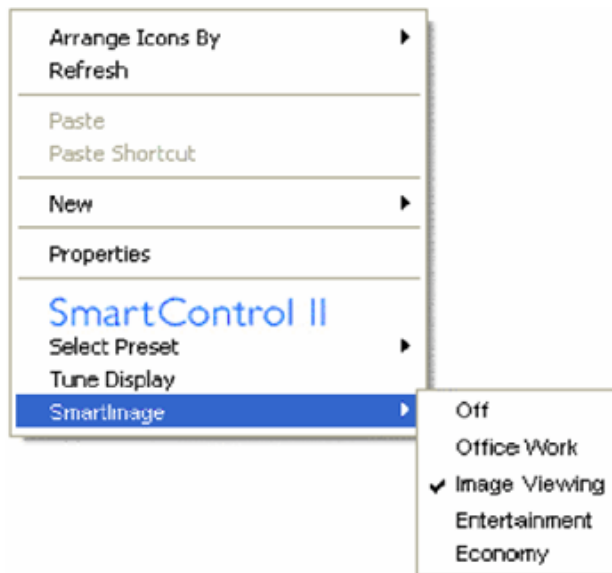 Arrange Icons By
Refresh
Paste
Paste Shortcut
New
Properties
SmartControl II
Select Preset
Tune Display
SmartImage
Off
Office Work
Image Viewing
Entertainment
Economy